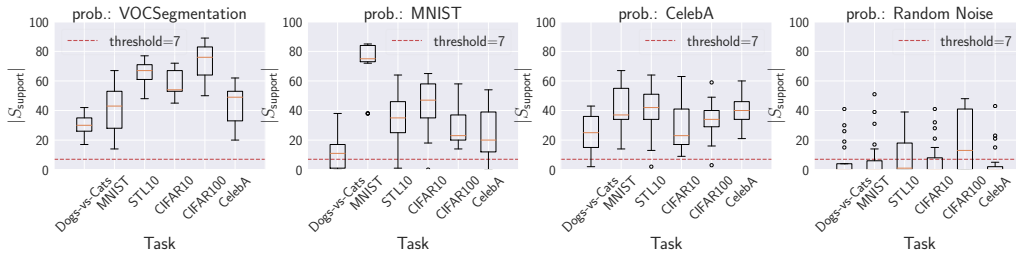 prob.: VOCSegmentation
|S_support|
100
80
60
40
20
0
threshold=7
Dogs-vs-Cats
MNIST
STL10
CIFAR10
CIFAR100
CelebA
Task
prob.: MNIST
|S_support|
100
80
60
40
20
0
threshold=7
Dogs-vs-Cats
MNIST
STL10
CIFAR10
CIFAR100
CelebA
Task
prob.: CelebA
|S_support|
100
80
60
40
20
0
threshold=7
Dogs-vs-Cats
MNIST
STL10
CIFAR10
CIFAR100
CelebA
Task
prob.: Random Noise
|S_support|
100
80
60
40
20
0
threshold=7
Dogs-vs-Cats
MNIST
STL10
CIFAR10
CIFAR100
CelebA
Task